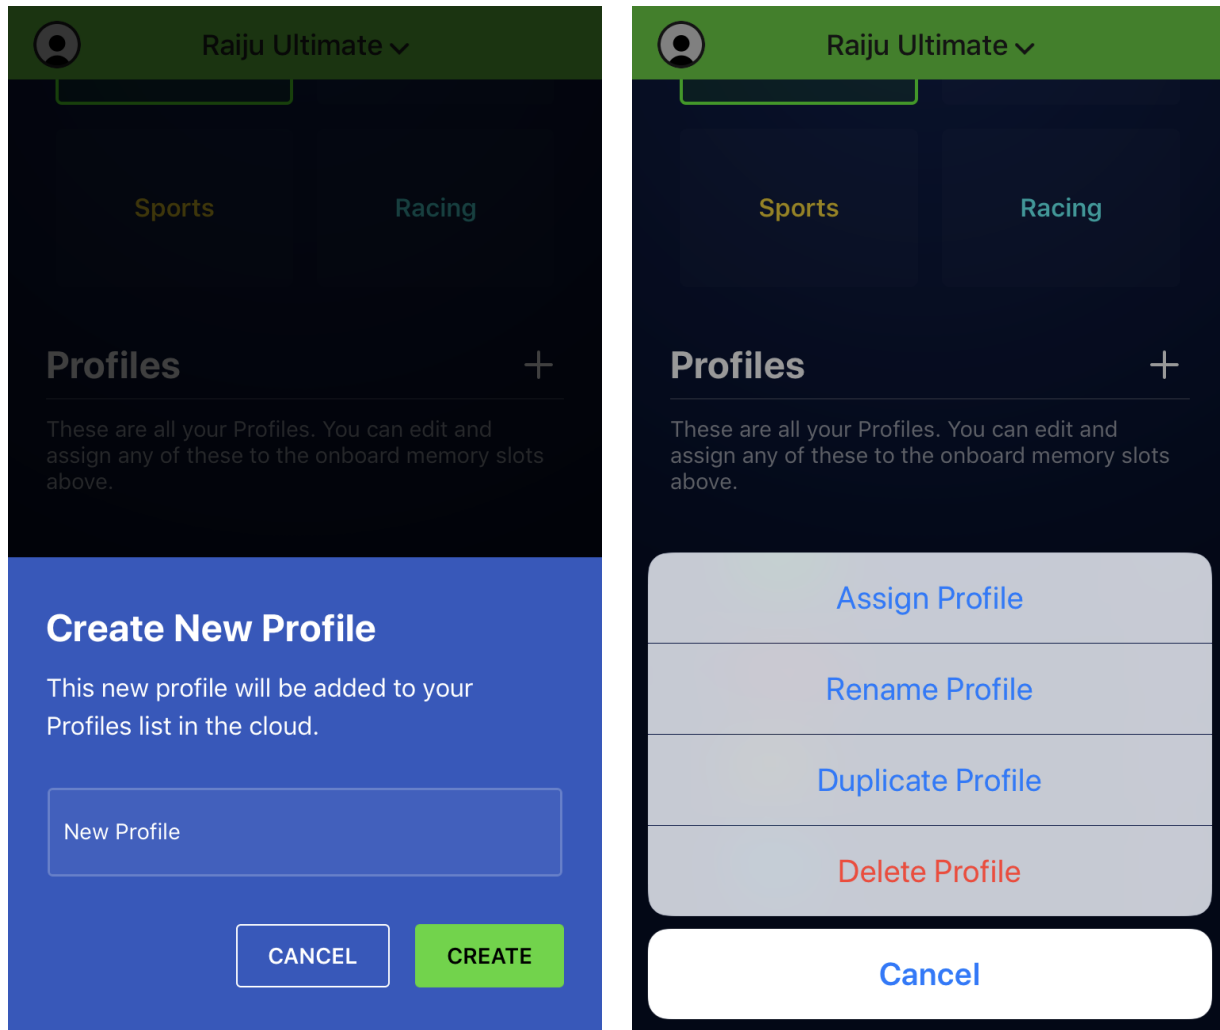 Raiju Ultimate
Sports
Racing
Profiles
These are all your Profiles. You can edit and
assign any of these to the onboard memory slots
above.
Create New Profile
This new profile will be added to your
Profiles list in the cloud.
New Profile
CANCEL
CREATE
Raiju Ultimate
Sports
Racing
Profiles
These are all your Profiles. You can edit and
assign any of these to the onboard memory slots
above.
Assign Profile
Rename Profile
Duplicate Profile
Delete Profile
Cancel